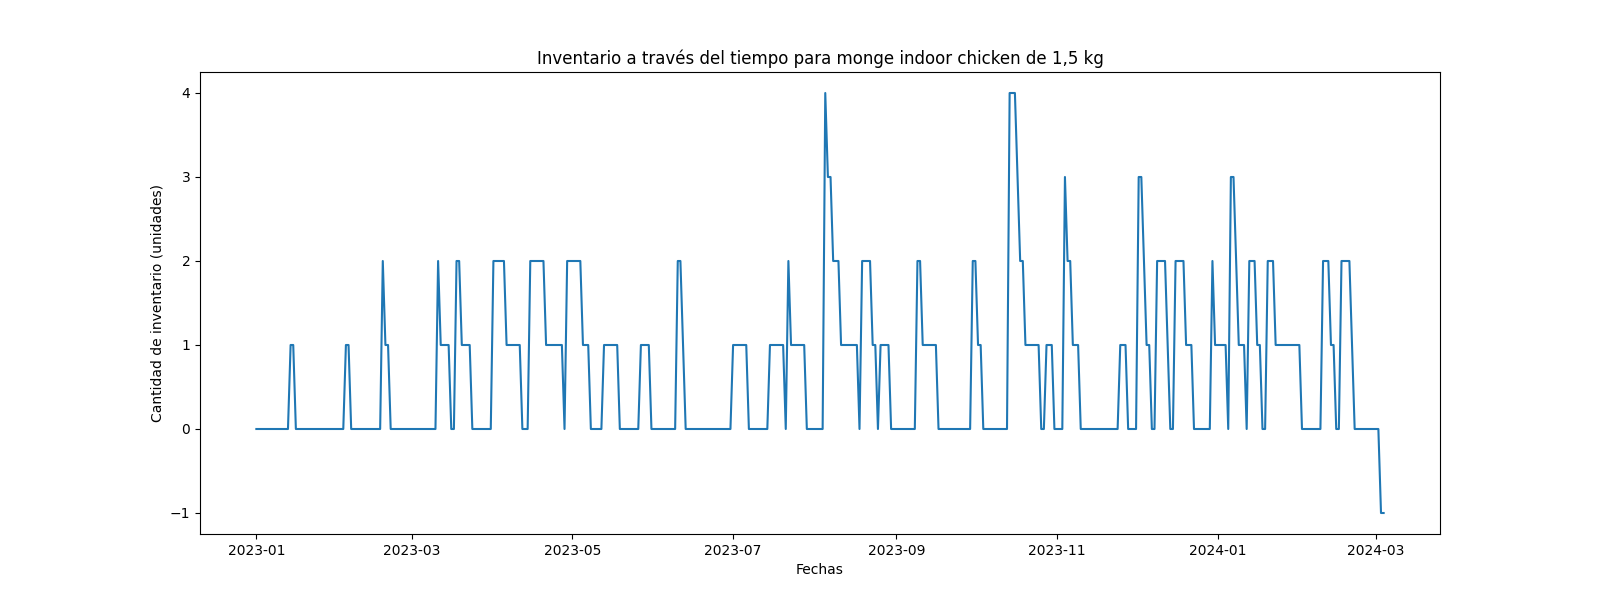 Inventario a través del tiempo para monge indoor chicken de 1,5 kg
Cantidad de inventario (unidades)
4
3
2
1
0
−1
2023-01 2023-03 2023-05 2023-07 2023-09 2023-11 2024-01 2024-03
Fechas